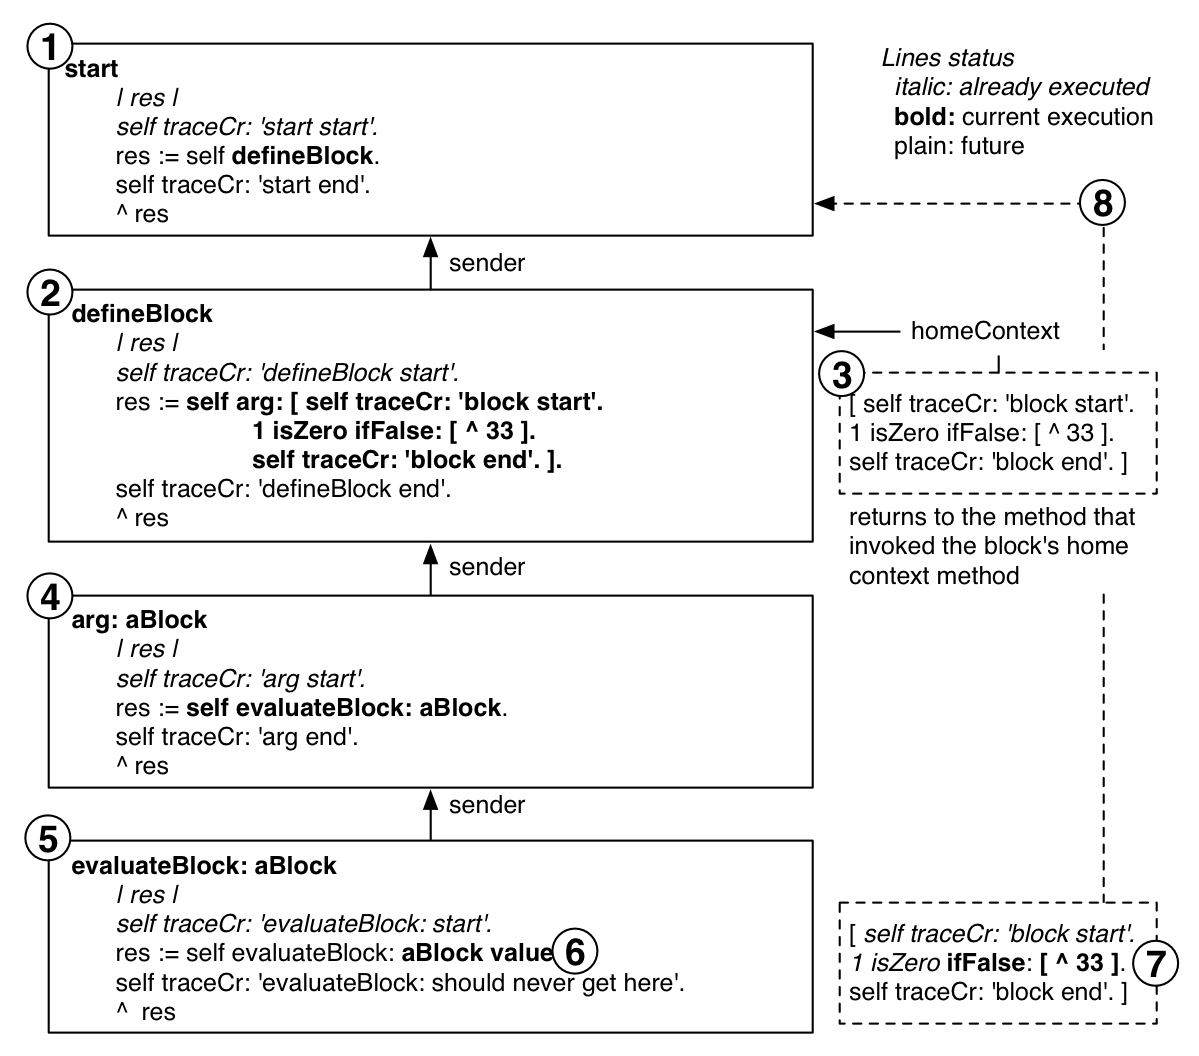 1
start
| res |
self traceCr: 'start start'.
res := self defineBlock.
self traceCr: 'start end'.
^ res
Lines status
italic: already executed
bold: current execution
plain: future
8
sender
2
defineBlock
| res |
self traceCr: 'defineBlock start'.
res := self arg: [ self traceCr: 'block start'.
1 isZero ifFalse: [ ^ 33 ].
self traceCr: 'block end'. ].
self traceCr: 'defineBlock end'.
^ res
homeContext
3
[ self traceCr: 'block start'.
1 isZero ifFalse: [ ^ 33 ].
self traceCr: 'block end'. ]
returns to the method that
invoked the block's home
context method
sender
4
arg: aBlock
| res |
self traceCr: 'arg start'.
res := self evaluateBlock: aBlock.
self traceCr: 'arg end'.
^ res
sender
5
evaluateBlock: aBlock
| res |
self traceCr: 'evaluateBlock: start'.
res := self evaluateBlock: aBlock value
6
self traceCr: 'evaluateBlock: should never get here'.
^ res
[ self traceCr: 'block start'.
1 isZero ifFalse: [ ^ 33 ].
self traceCr: 'block end'. ]
7